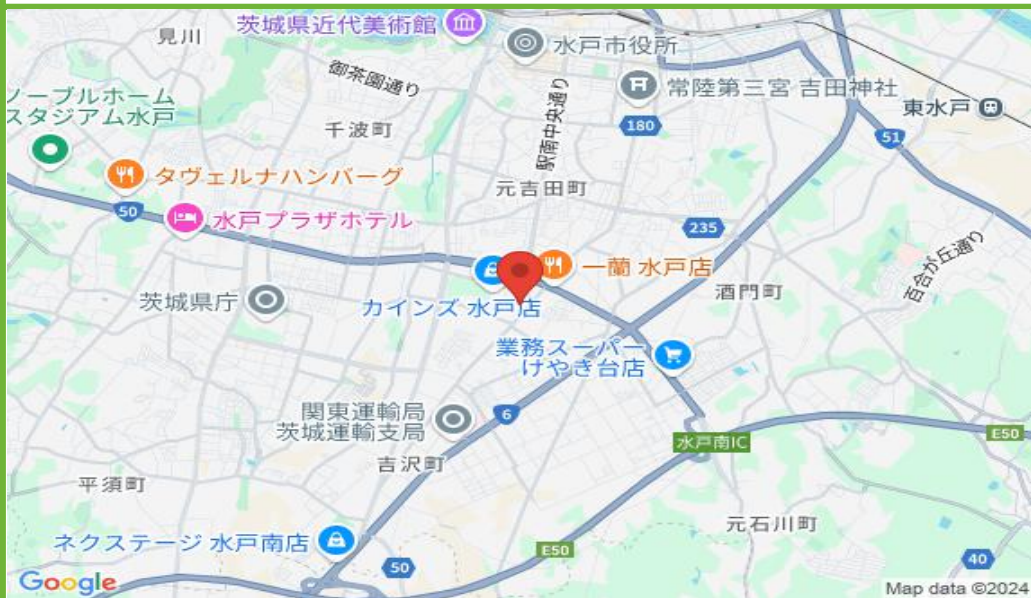 茨城県近代美術館
見川
水戸市役所
御茶園通り
常陸第三宮 吉田神社
ノーブルホーム
スタジアム水戸
千波町
駅南中央通り
180
東水戸
51
タヴェルナハンバーグ
元吉田町
50
水戸プラザホテル
235
一蘭 水戸店
百合が丘通り
茨城県庁
カインズ 水戸店
酒門町
業務スーパー
けやき台店
関東運輸局
茨城運輸支局
6
水戸南IC
E50
吉沢町
平須町
元石川町
ネクステージ 水戸南店
E50
50
40
Google
Map data ©2024